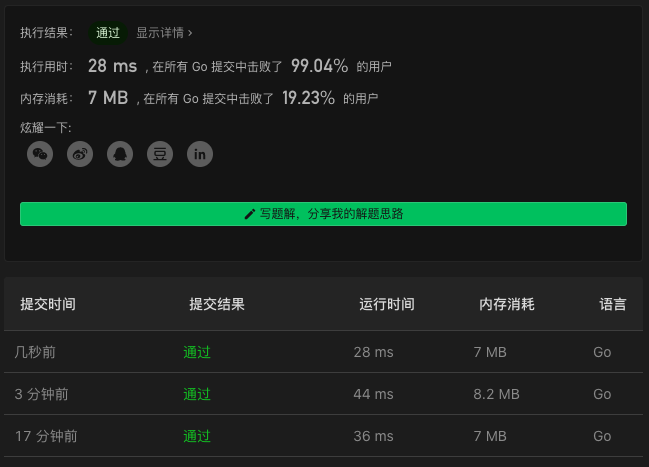 执行结果: 通过 显示详情 ›
执行用时: 28 ms , 在所有 Go 提交中击败了 99.04% 的用户
内存消耗: 7 MB , 在所有 Go 提交中击败了 19.23% 的用户
炫耀一下:
豆 in
写题解，分享我的解题思路
提交时间 提交结果 运行时间 内存消耗 语言
几秒前 通过 28 ms 7 MB Go
3 分钟前 通过 44 ms 8.2 MB Go
17 分钟前 通过 36 ms 7 MB Go